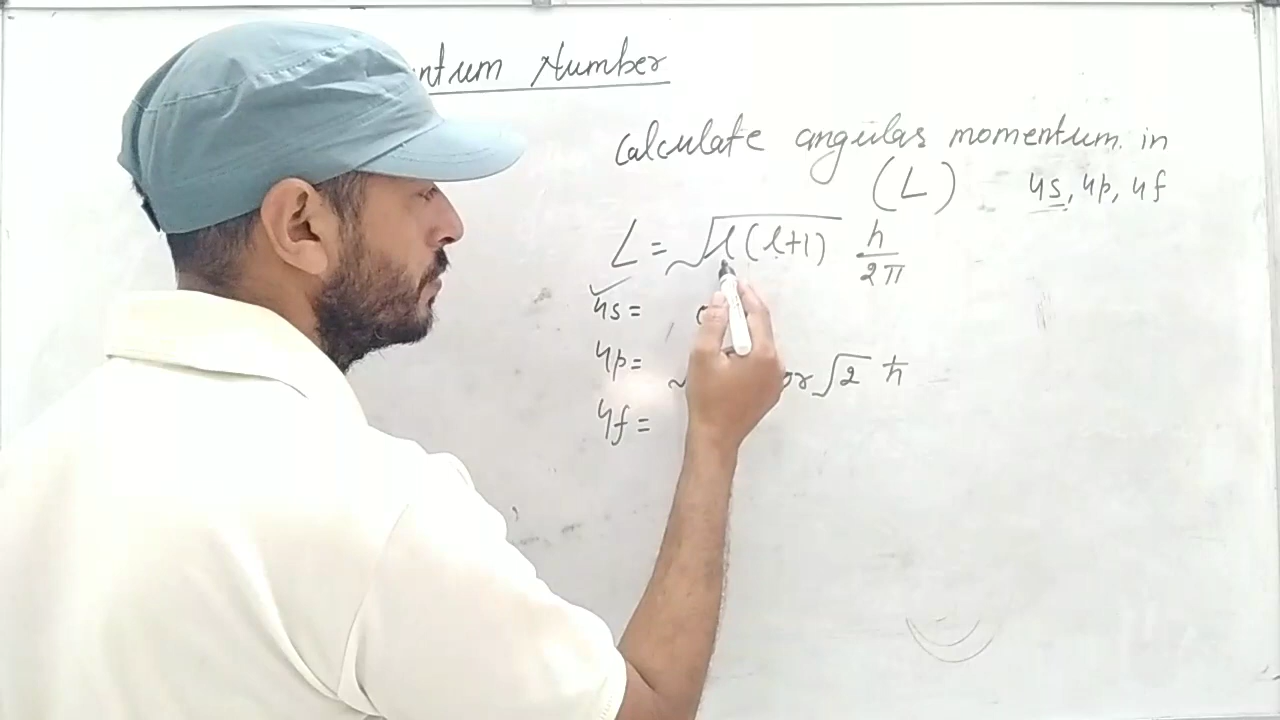 ntum Number
Calculate angular momentum in
(L) 4s, 4p, 4f
L = √l(l+1) h/2π
4s=
4p= or √2 ħ
4f=